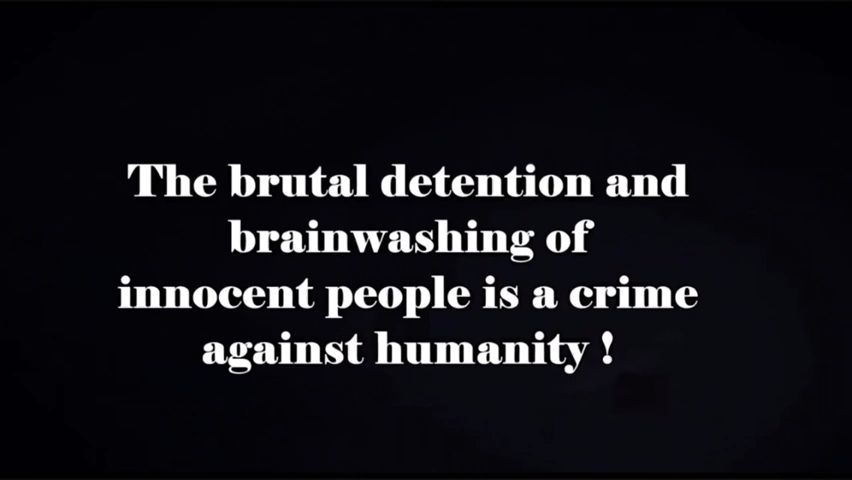 The brutal detention and
brainwashing of
innocent people is a crime
against humanity !